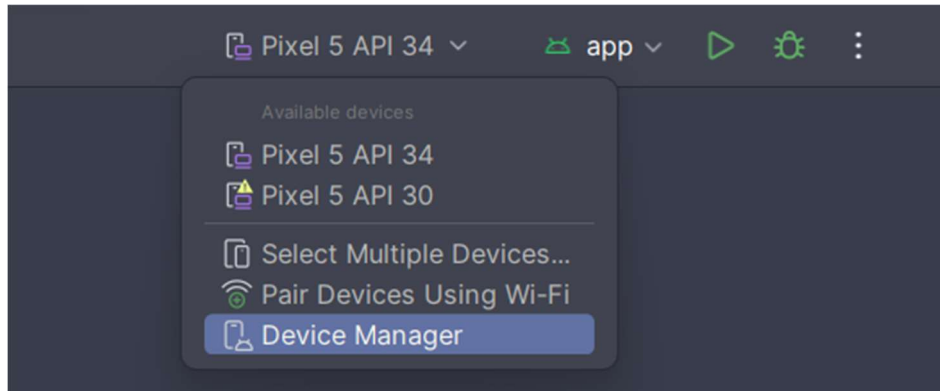 Pixel 5 API 34 app
Available devices
Pixel 5 API 34
Pixel 5 API 30
Select Multiple Devices...
Pair Devices Using Wi-Fi
Device Manager